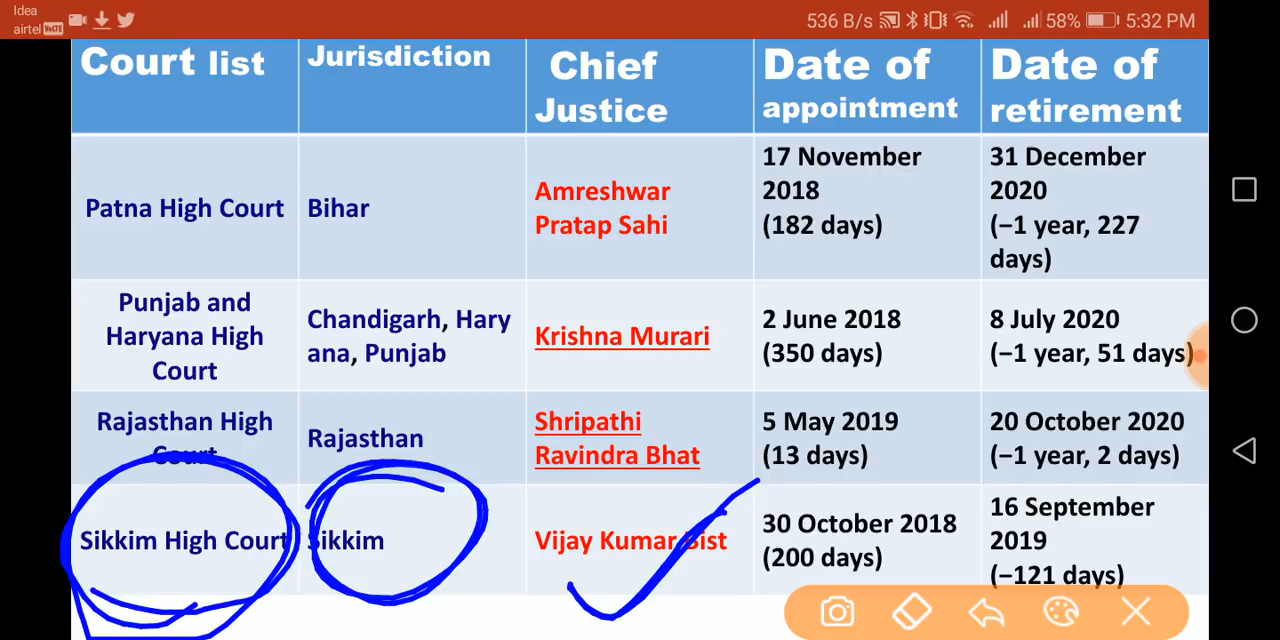 Idea
airtel VoLTE
536 B/s 58% 5:32 PM
Court list
Jurisdiction
Chief
Justice
Date of
appointment
Date of
retirement
Patna High Court
Bihar
Amreshwar
Pratap Sahi
17 November
2018
(182 days)
31 December
2020
(−1 year, 227
days)
Punjab and
Haryana High
Court
Chandigarh, Hary
ana, Punjab
Krishna Murari
2 June 2018
(350 days)
8 July 2020
(−1 year, 51 days)
Rajasthan High
Court
Rajasthan
Shripathi
Ravindra Bhat
5 May 2019
(13 days)
20 October 2020
(−1 year, 2 days)
Sikkim High Court
Sikkim
Vijay Kumar Bist
30 October 2018
(200 days)
16 September
2019
(−121 days)